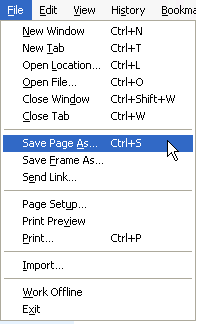 File Edit View History Bookma
New Window Ctrl+N
New Tab Ctrl+T
Open Location... Ctrl+L
Open File... Ctrl+O
Close Window Ctrl+Shift+W
Close Tab Ctrl+W
Save Page As... Ctrl+S
Save Frame As...
Send Link...
Page Setup...
Print Preview
Print... Ctrl+P
Import...
Work Offline
Exit